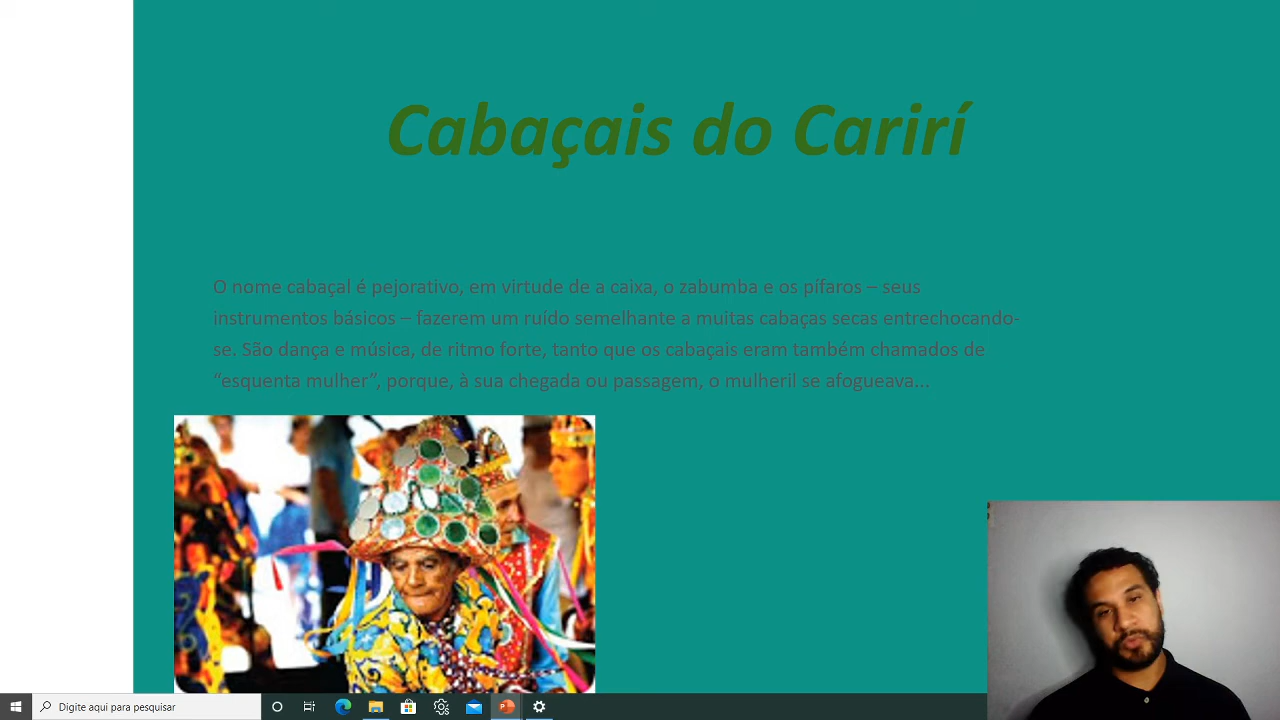 Cabaçais do Carirí
O nome cabaçal é pejorativo, em virtude de a caixa, o zabumba e os pífaros – seus
instrumentos básicos – fazerem um ruído semelhante a muitas cabaças secas entrechocando-
se. São dança e música, de ritmo forte, tanto que os cabaçais eram também chamados de
“esquenta mulher”, porque, à sua chegada ou passagem, o mulheril se afogueava...
Digite aqui para pesquisar